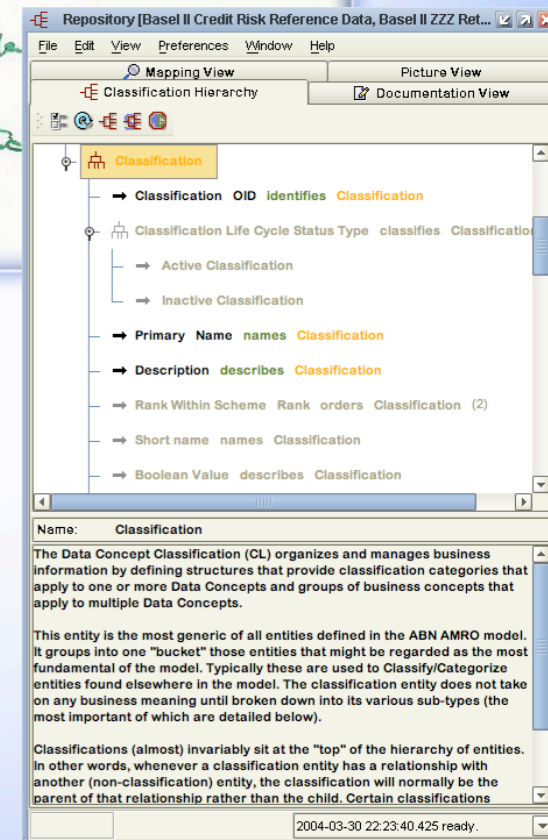 Repository [Basel II Credit Risk Reference Data, Basel II ZZZ Ret...
File Edit View Preferences Window Help
Mapping View Picture View
Classification Hierarchy Documentation View
Classification
Classification OID identifies Classification
Classification Life Cycle Status Type classifies Classification
Active Classification
Inactive Classification
Primary Name names Classification
Description describes Classification
Rank Within Scheme Rank orders Classification (2)
Short name names Classification
Boolean Value describes Classification
Name: Classification
The Data Concept Classification (CL) organizes and manages business
information by defining structures that provide classification categories that
apply to one or more Data Concepts and groups of business concepts that
apply to multiple Data Concepts.
This entity is the most generic of all entities defined in the ABN AMRO model.
It groups into one "bucket" those entities that might be regarded as the most
fundamental of the model. Typically these are used to Classify/Categorize
entities found elsewhere in the model. The classification entity does not take
on any business meaning until broken down into its various sub-types (the
most important of which are detailed below).
Classifications (almost) invariably sit at the "top" of the hierarchy of entities.
In other words, whenever a classification entity has a relationship with
another (non-classification) entity, the classification will normally be the
parent of that relationship rather than the child. Certain classifications
2004-03-30 22:23:40.425 ready.